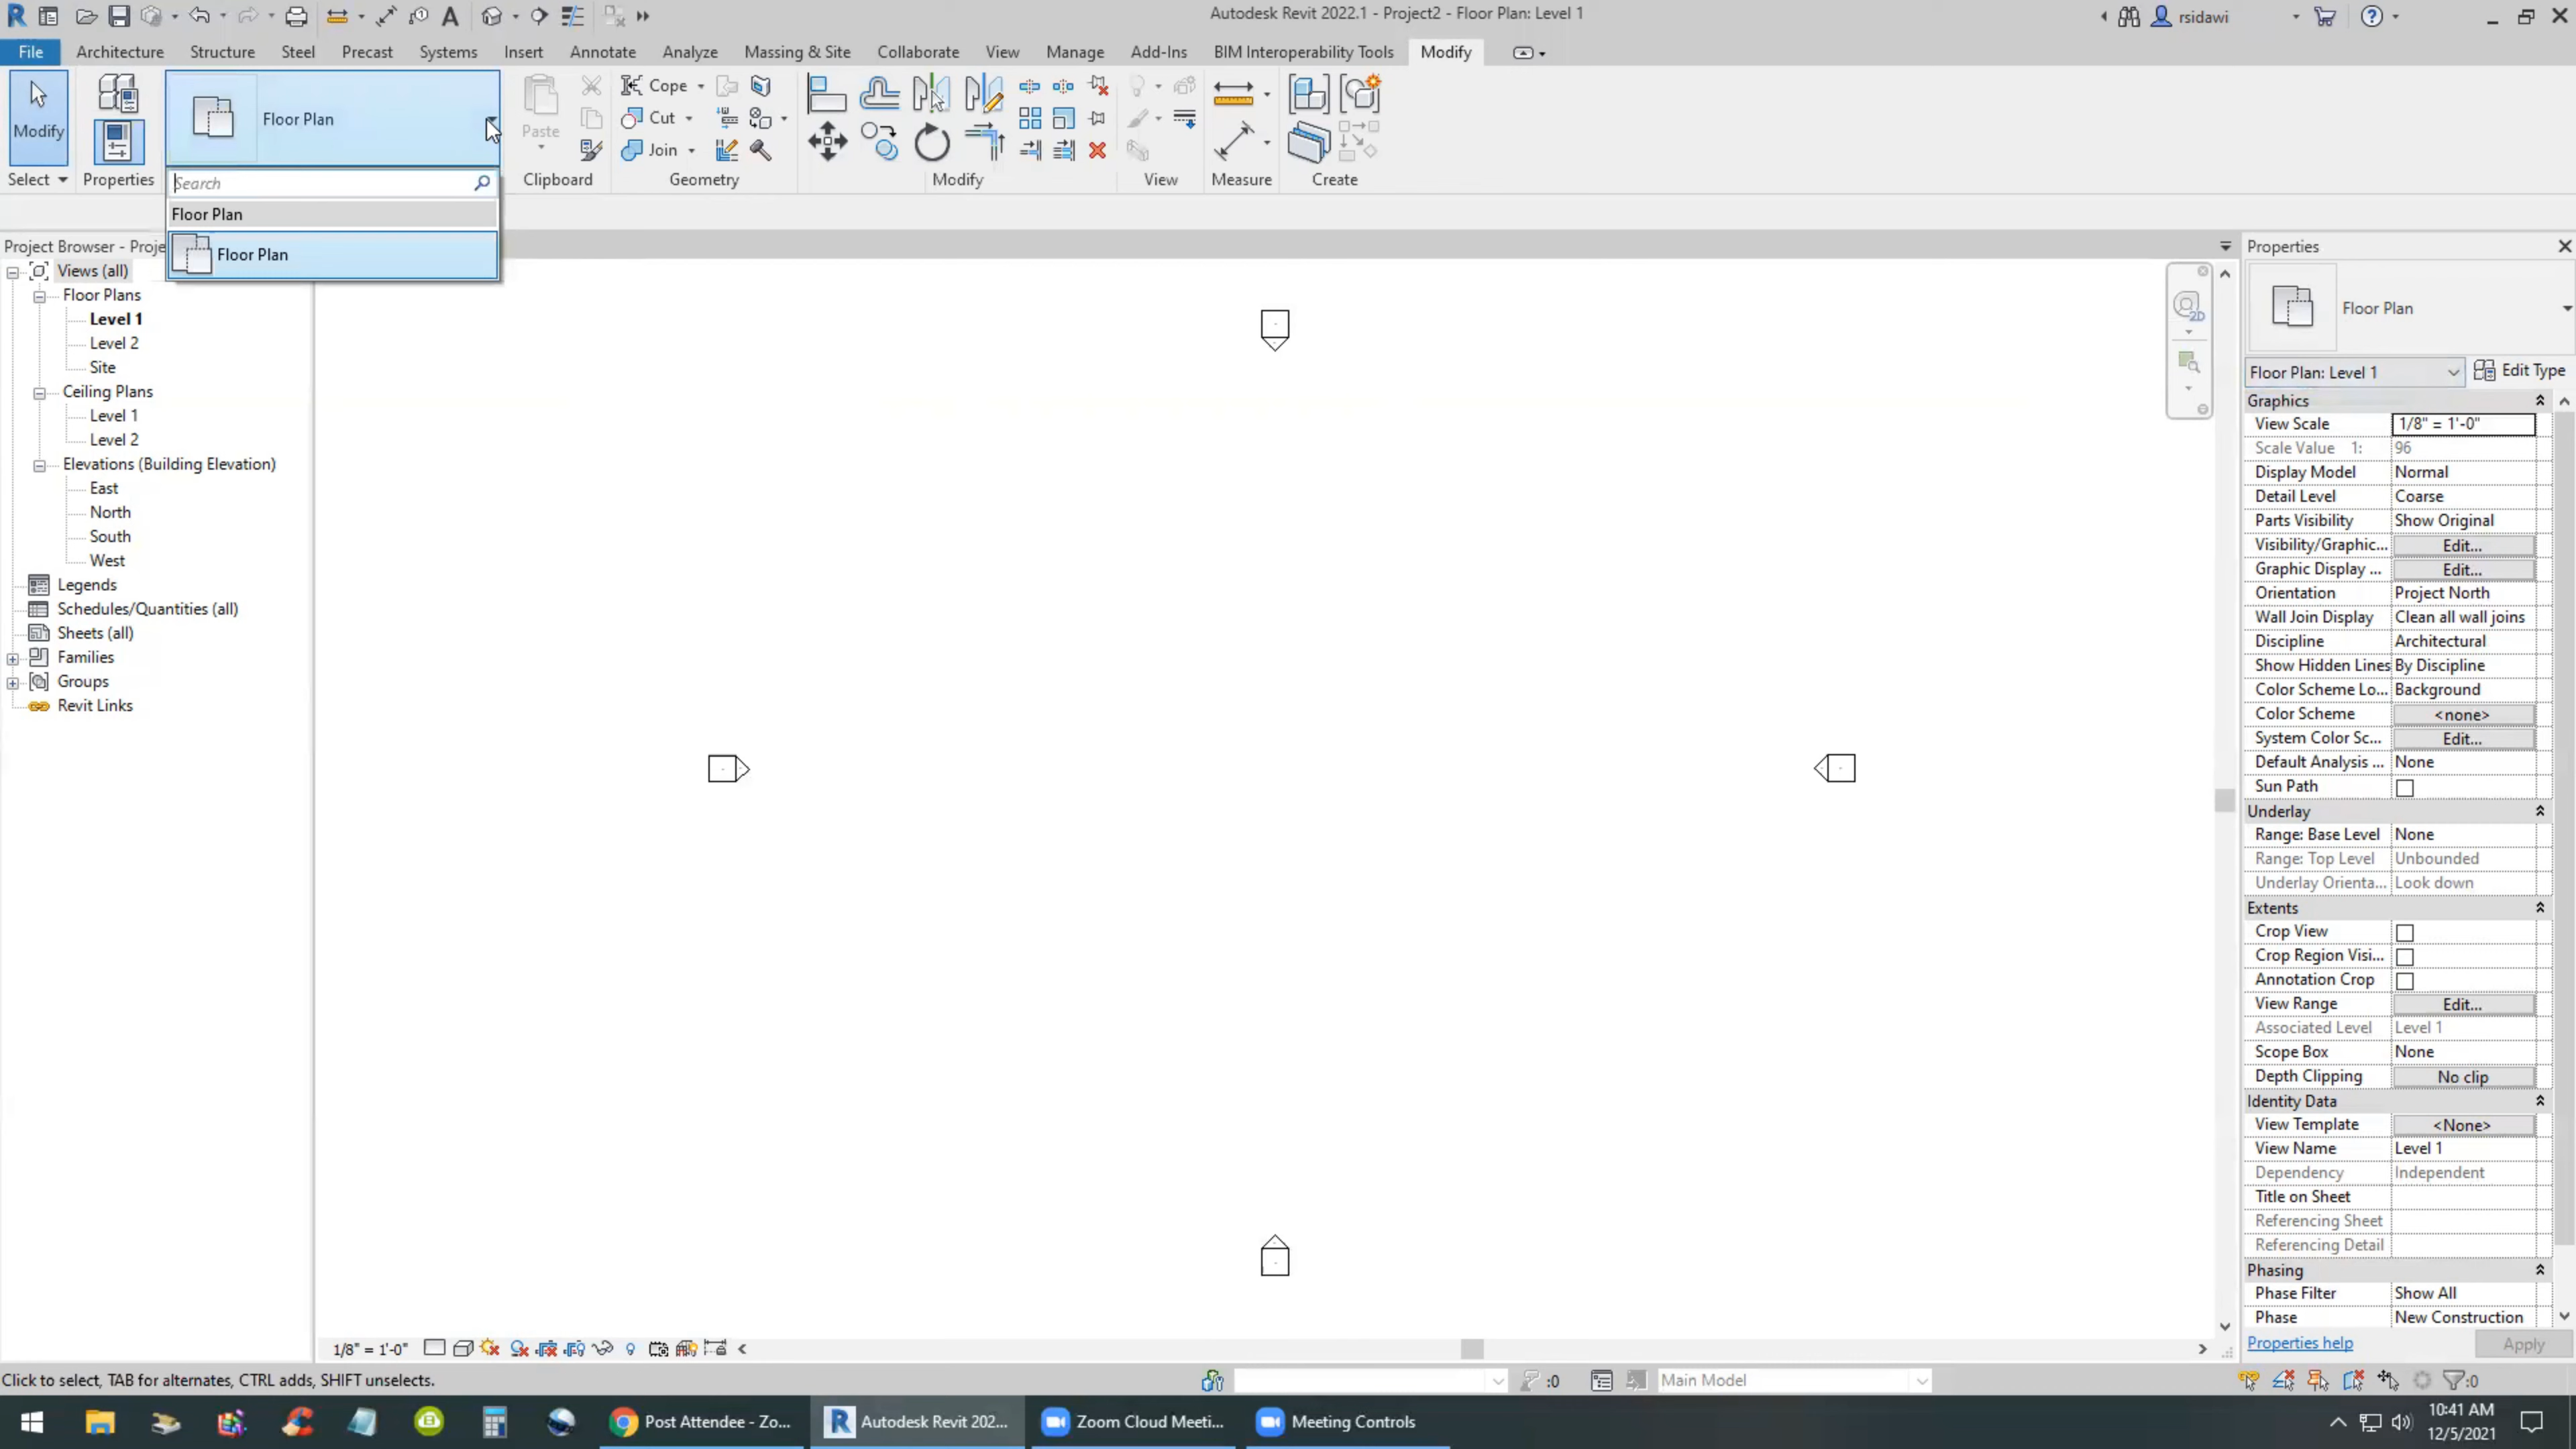 Autodesk Revit 2022.1 - Project2 - Floor Plan: Level 1
rsidawi
File Architecture Structure Steel Precast Systems Insert Annotate Analyze Massing & Site Collaborate View Manage Add-Ins BIM Interoperability Tools Modify
Modify
Floor Plan
Paste
Cope
Cut
Join
Select Properties Clipboard Geometry Modify View Measure Create
Search
Floor Plan
Floor Plan
Project Browser - Proje
Views (all)
Floor Plans
Level 1
Level 2
Site
Ceiling Plans
Level 1
Level 2
Elevations (Building Elevation)
East
North
South
West
Legends
Schedules/Quantities (all)
Sheets (all)
Families
Groups
Revit Links
2D
Properties
Floor Plan
Floor Plan: Level 1 Edit Type
Graphics
View Scale 1/8" = 1'-0"
Scale Value 1: 96
Display Model Normal
Detail Level Coarse
Parts Visibility Show Original
Visibility/Graphic... Edit...
Graphic Display ... Edit...
Orientation Project North
Wall Join Display Clean all wall joins
Discipline Architectural
Show Hidden Lines By Discipline
Color Scheme Lo... Background
Color Scheme <none>
System Color Sc... Edit...
Default Analysis ... None
Sun Path
Underlay
Range: Base Level None
Range: Top Level Unbounded
Underlay Orienta... Look down
Extents
Crop View
Crop Region Visi...
Annotation Crop
View Range Edit...
Associated Level Level 1
Scope Box None
Depth Clipping No clip
Identity Data
View Template <None>
View Name Level 1
Dependency Independent
Title on Sheet
Referencing Sheet
Referencing Detail
Phasing
Phase Filter Show All
Phase New Construction
Properties help Apply
1/8" = 1'-0"
Click to select, TAB for alternates, CTRL adds, SHIFT unselects.
:0 Main Model :0
Post Attendee - Zo... Autodesk Revit 202... Zoom Cloud Meeti... Meeting Controls
10:41 AM
12/5/2021